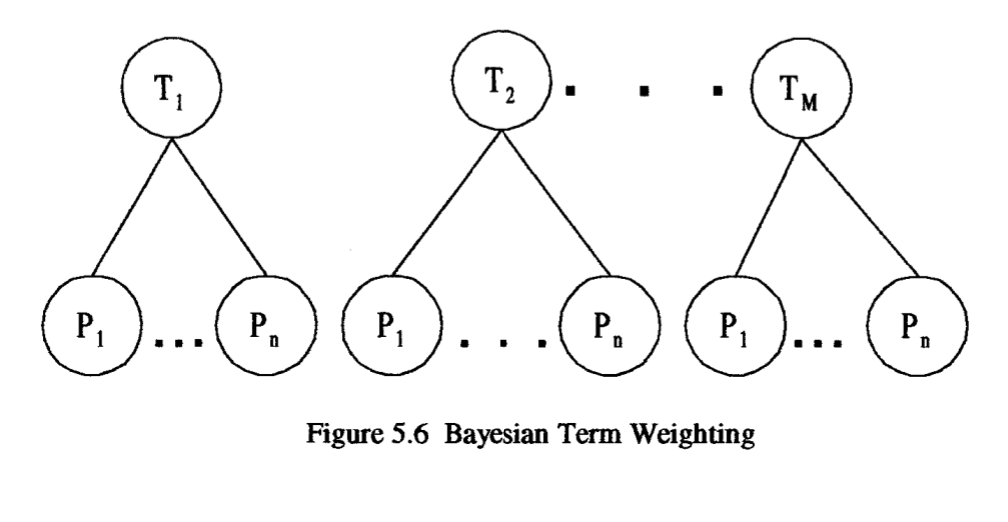 T1 T2 . . . TM
P1 ... Pn P1 . . . Pn P1 ... Pn
Figure 5.6 Bayesian Term Weighting